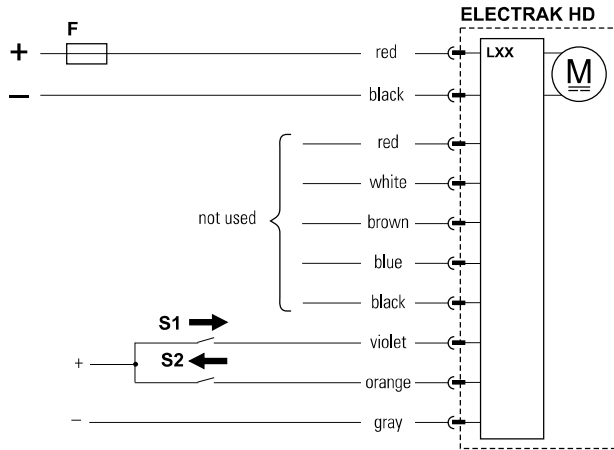 ELECTRAK HD
F
LXX
+
red
M
–
black
red
white
not used
brown
blue
black
S1
violet
S2
+
orange
–
gray